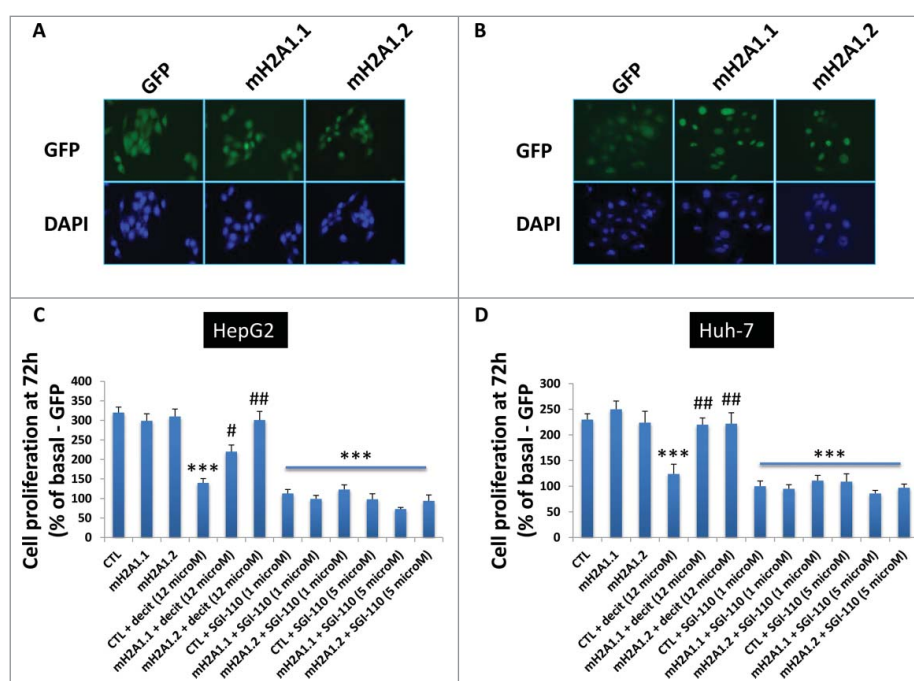 A
GFP
mH2A1.1
mH2A1.2
GFP
DAPI
B
GFP
mH2A1.1
mH2A1.2
GFP
DAPI
C
HepG2
Cell proliferation at 72h
(% of basal - GFP
400
350
300
250
200
150
100
50
0
***
#
##
***
CTL
mH2A1.1
mH2A1.2
CTL + decit (12 microM)
mH2A1.1 + decit (12 microM)
mH2A1.2 + decit (12 microM)
CTL + SGI-110 (1 microM)
mH2A1.1 + SGI-110 (1 microM)
mH2A1.2 + SGI-110 (1 microM)
CTL + SGI-110 (5 microM)
mH2A1.1 + SGI-110 (5 microM)
mH2A1.2 + SGI-110 (5 microM)
D
Huh-7
Cell proliferation at 72h
(% of basal - GFP
300
250
200
150
100
50
0
***
##
##
***
CTL
mH2A1.1
mH2A1.2
CTL + decit (12 microM)
mH2A1.1 + decit (12 microM)
mH2A1.2 + decit (12 microM)
CTL + SGI-110 (1 microM)
mH2A1.1 + SGI-110 (1 microM)
mH2A1.2 + SGI-110 (1 microM)
CTL + SGI-110 (5 microM)
mH2A1.1 + SGI-110 (5 microM)
mH2A1.2 + SGI-110 (5 microM)